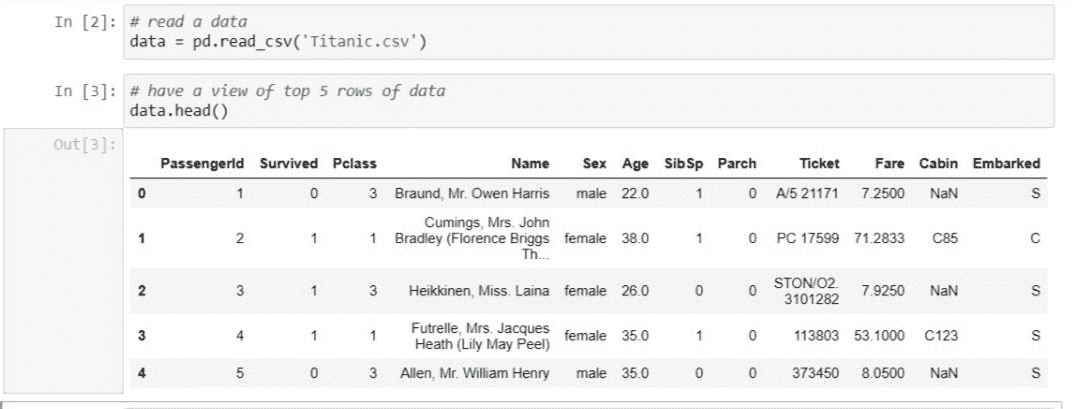 In [2]: # read a data
data = pd.read_csv('Titanic.csv')
In [3]: # have a view of top 5 rows of data
data.head()
Out[3]:
PassengerId Survived Pclass Name Sex Age SibSp Parch Ticket Fare Cabin Embarked
0 1 0 3 Braund, Mr. Owen Harris male 22.0 1 0 A/5 21171 7.2500 NaN S
1 2 1 1 Cumings, Mrs. John
Bradley (Florence Briggs
Th... female 38.0 1 0 PC 17599 71.2833 C85 C
2 3 1 3 Heikkinen, Miss. Laina female 26.0 0 0 STON/O2.
3101282 7.9250 NaN S
3 4 1 1 Futrelle, Mrs. Jacques
Heath (Lily May Peel) female 35.0 1 0 113803 53.1000 C123 S
4 5 0 3 Allen, Mr. William Henry male 35.0 0 0 373450 8.0500 NaN S